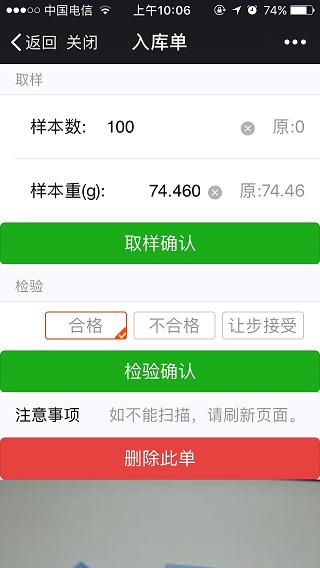 中国电信 上午10:06 74%
返回 关闭 入库单
取样
样本数: 100 原:0
样本重(g): 74.460 原:74.46
取样确认
检验
合格 不合格 让步接受
检验确认
注意事项 如不能扫描，请刷新页面。
删除此单